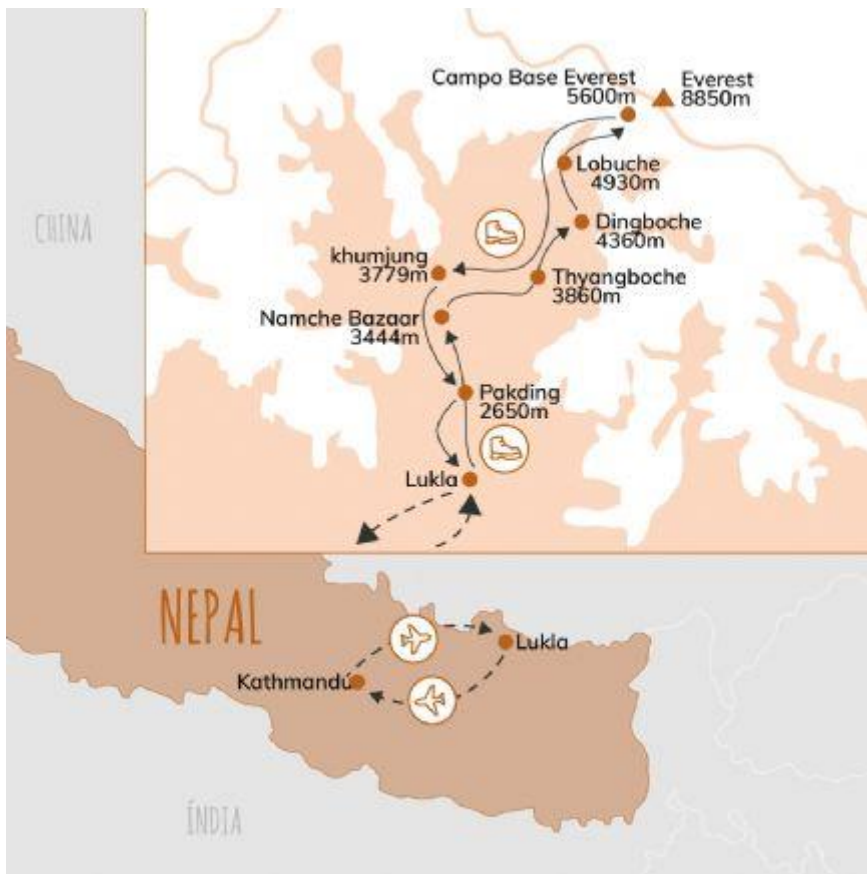 Campo Base Everest
5600m
Everest
8850m
Lobuche
4930m
CHINA
Dingboche
4360m
khumjung
3779m
Thyangboche
3860m
Namche Bazaar
3444m
Pakding
2650m
Lukla
NEPAL
Lukla
Kathmandú
ÍNDIA